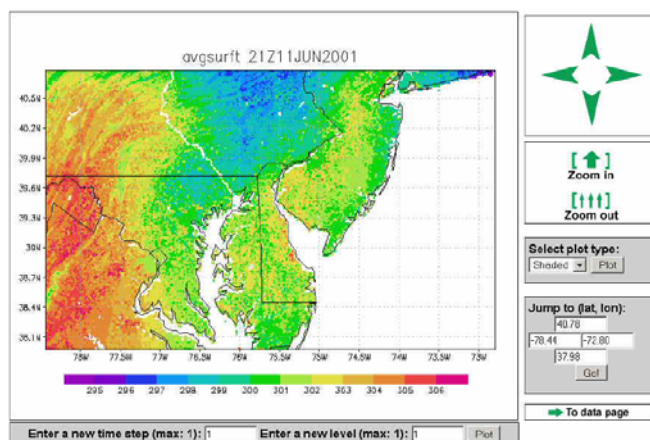 avgsurft 21Z11JUN2001
40.5N
40.2N
39.9N
39.6N
39.3N
39N
38.7N
38.4N
38.1N
78W 77.5W 77W 76.5W 76W 75.5W 75W 74.5W 74W 73.5W 73W
295 296 297 298 299 300 301 302 303 304 305 306
Enter a new time step (max: 1): 1 Enter a new level (max: 1): 1 Plot
[ ] Zoom in
[ ] Zoom out
Select plot type:
Shaded Plot
Jump to (lat, lon):
40.78
-78.44 -72.80
37.98
Go!
To data page